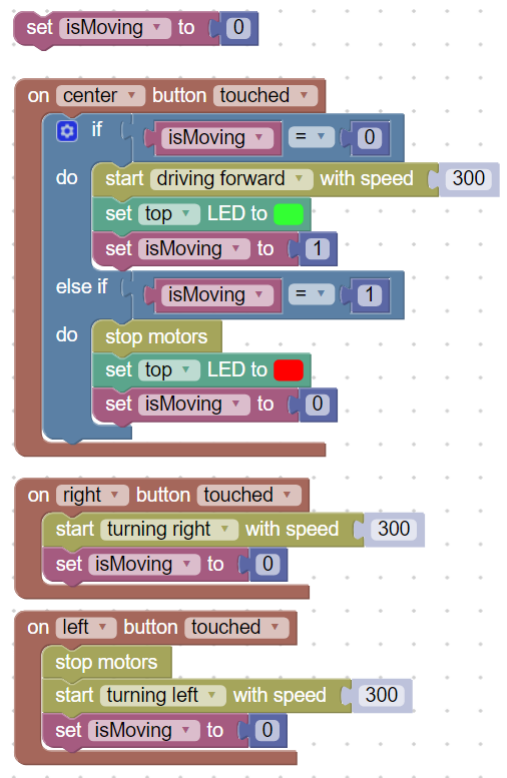 set isMoving to 0
on center button touched
if isMoving = 0
do start driving forward with speed 300
set top LED to
set isMoving to 1
else if isMoving = 1
do stop motors
set top LED to
set isMoving to 0
on right button touched
start turning right with speed 300
set isMoving to 0
on left button touched
stop motors
start turning left with speed 300
set isMoving to 0